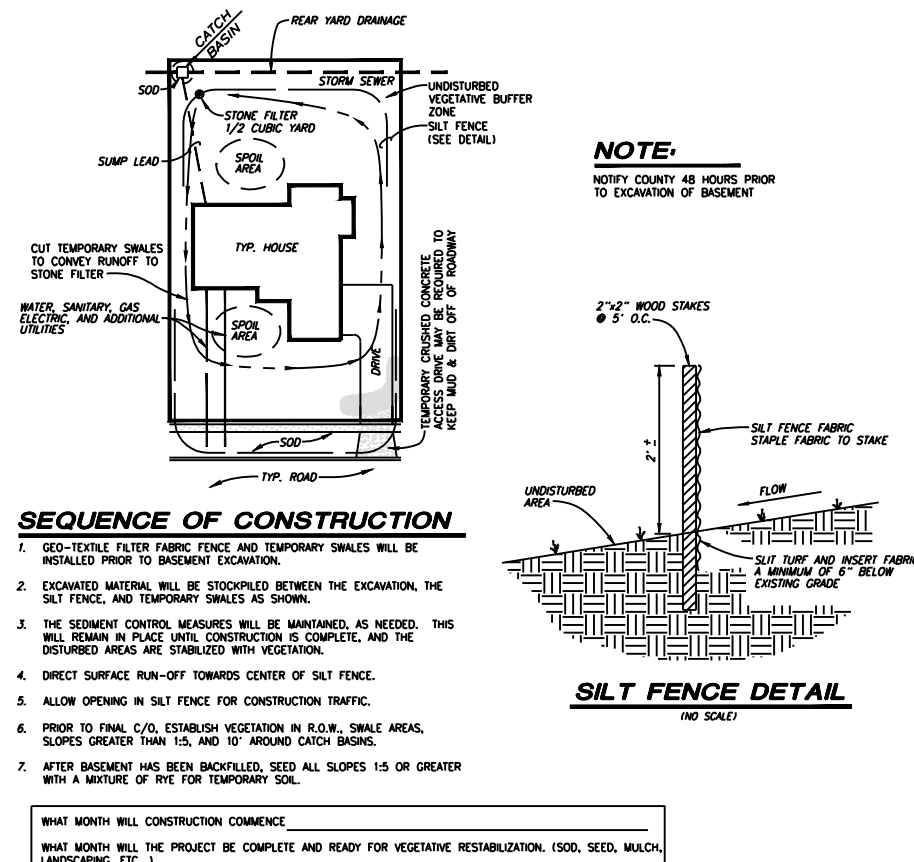 CATCH
BASIN
REAR YARD DRAINAGE
STORM SEWER
SOD
UNDISTURBED
VEGETATIVE BUFFER
ZONE
STONE FILTER
1/2 CUBIC YARD
SILT FENCE
(SEE DETAIL)
SUMP LEAD
SPOIL
AREA
TYP. HOUSE
CUT TEMPORARY SWALES
TO CONVEY RUNOFF TO
STONE FILTER
WATER, SANITARY, GAS
ELECTRIC, AND ADDITIONAL
UTILITIES
SPOIL
AREA
DRIVE
TEMPORARY CRUSHED CONCRETE
ACCESS DRIVE MAY BE REQUIRED TO
KEEP MUD & DIRT OFF OF ROADWAY
SOD
TYP. ROAD
NOTE:
NOTIFY COUNTY 48 HOURS PRIOR
TO EXCAVATION OF BASEMENT
2"x2" WOOD STAKES
@ 5' O.C.
2' ±
SILT FENCE FABRIC
STAPLE FABRIC TO STAKE
FLOW
UNDISTURBED
AREA
SLIT TURF AND INSERT FABRIC
A MINIMUM OF 6" BELOW
EXISTING GRADE
SILT FENCE DETAIL
(NO SCALE)
SEQUENCE OF CONSTRUCTION
1. GEO-TEXTILE FILTER FABRIC FENCE AND TEMPORARY SWALES WILL BE
INSTALLED PRIOR TO BASEMENT EXCAVATION.
2. EXCAVATED MATERIAL WILL BE STOCKPILED BETWEEN THE EXCAVATION, THE
SILT FENCE, AND TEMPORARY SWALES AS SHOWN.
3. THE SEDIMENT CONTROL MEASURES WILL BE MAINTAINED, AS NEEDED. THIS
WILL REMAIN IN PLACE UNTIL CONSTRUCTION IS COMPLETE, AND THE
DISTURBED AREAS ARE STABILIZED WITH VEGETATION.
4. DIRECT SURFACE RUN-OFF TOWARDS CENTER OF SILT FENCE.
5. ALLOW OPENING IN SILT FENCE FOR CONSTRUCTION TRAFFIC.
6. PRIOR TO FINAL C/O, ESTABLISH VEGETATION IN R.O.W., SWALE AREAS,
SLOPES GREATER THAN 1:5, AND 10' AROUND CATCH BASINS.
7. AFTER BASEMENT HAS BEEN BACKFILLED, SEED ALL SLOPES 1:5 OR GREATER
WITH A MIXTURE OF RYE FOR TEMPORARY SOIL.
WHAT MONTH WILL CONSTRUCTION COMMENCE
WHAT MONTH WILL THE PROJECT BE COMPLETE AND READY FOR VEGETATIVE RESTABILIZATION. (SOD, SEED, MULCH,
LANDSCAPING, ETC..)